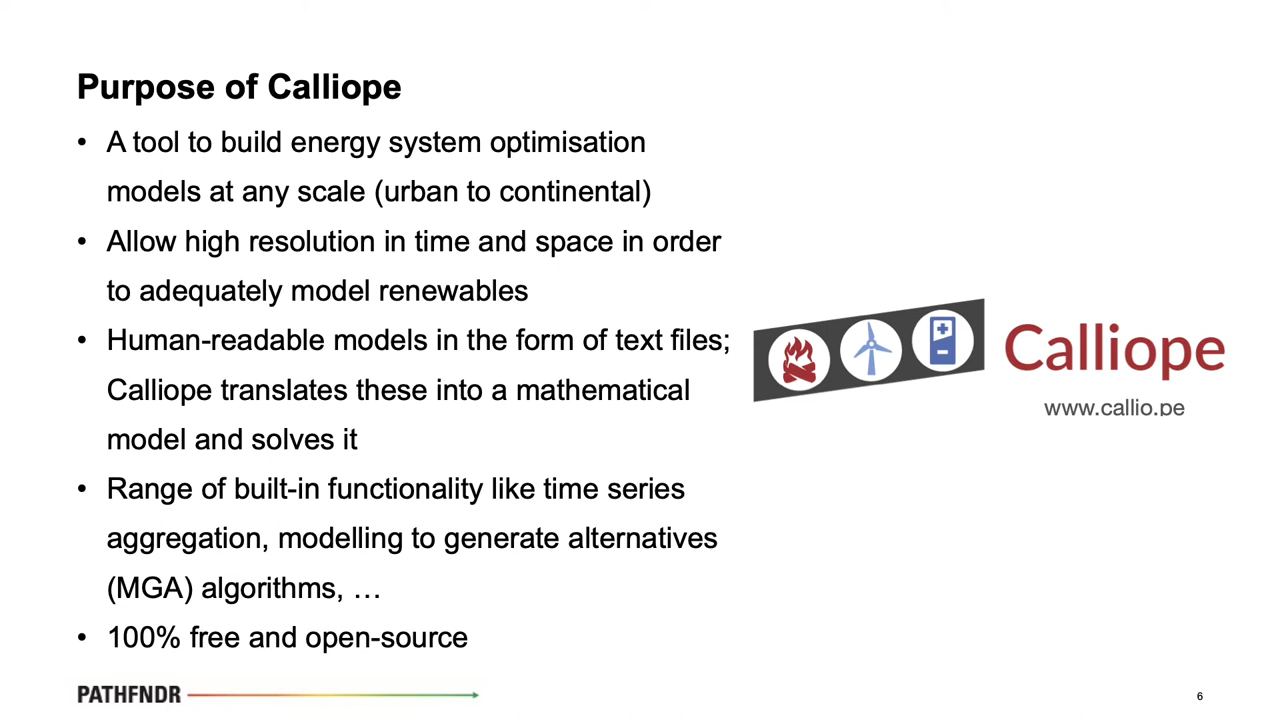 Purpose of Calliope
• A tool to build energy system optimisation
models at any scale (urban to continental)
• Allow high resolution in time and space in order
to adequately model renewables
• Human-readable models in the form of text files;
Calliope translates these into a mathematical
model and solves it
• Range of built-in functionality like time series
aggregation, modelling to generate alternatives
(MGA) algorithms, …
• 100% free and open-source
Calliope
www.callio.pe
PATHFNDR
6